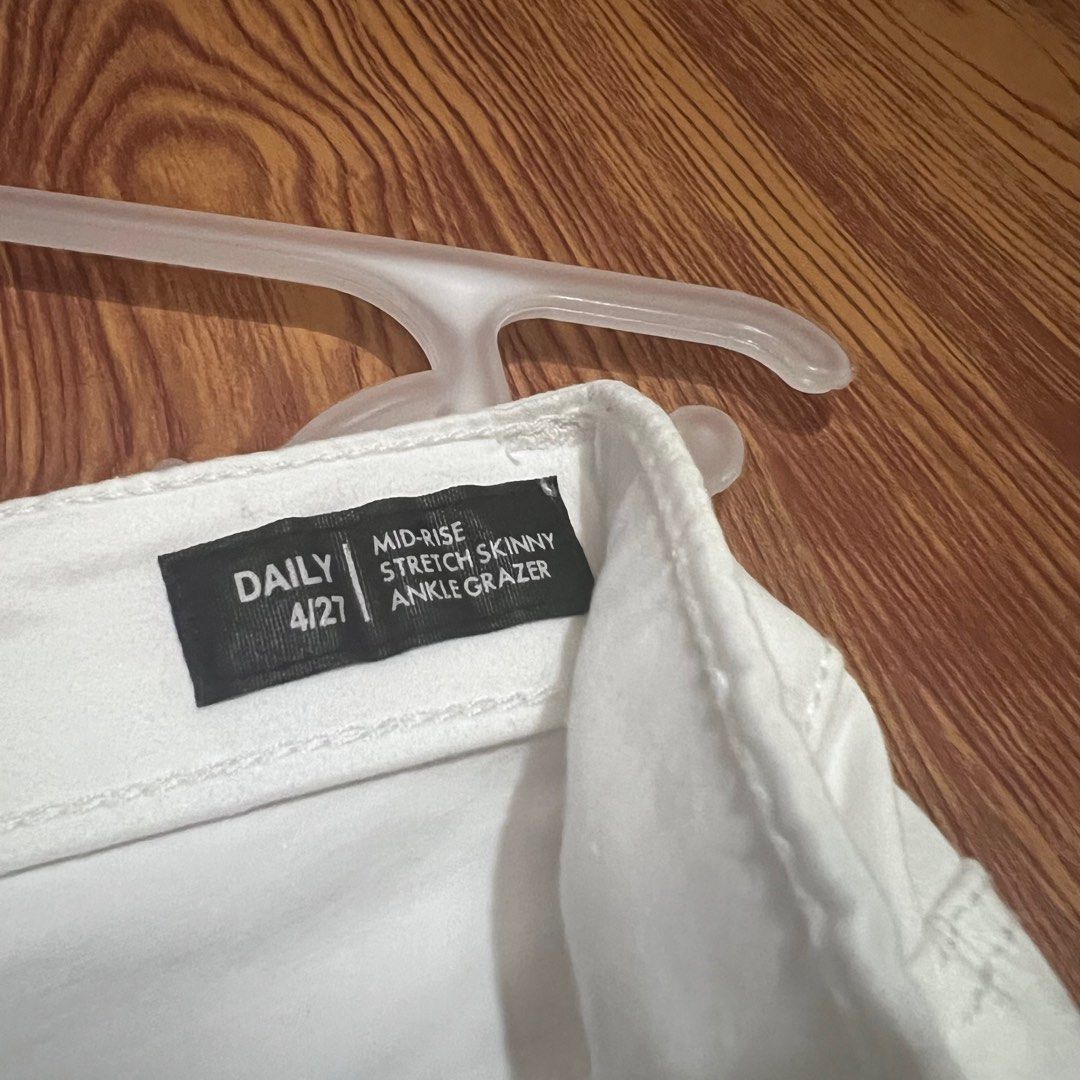 DAILY
4/27
MID-RISE
STRETCH SKINNY
ANKLE GRAZER